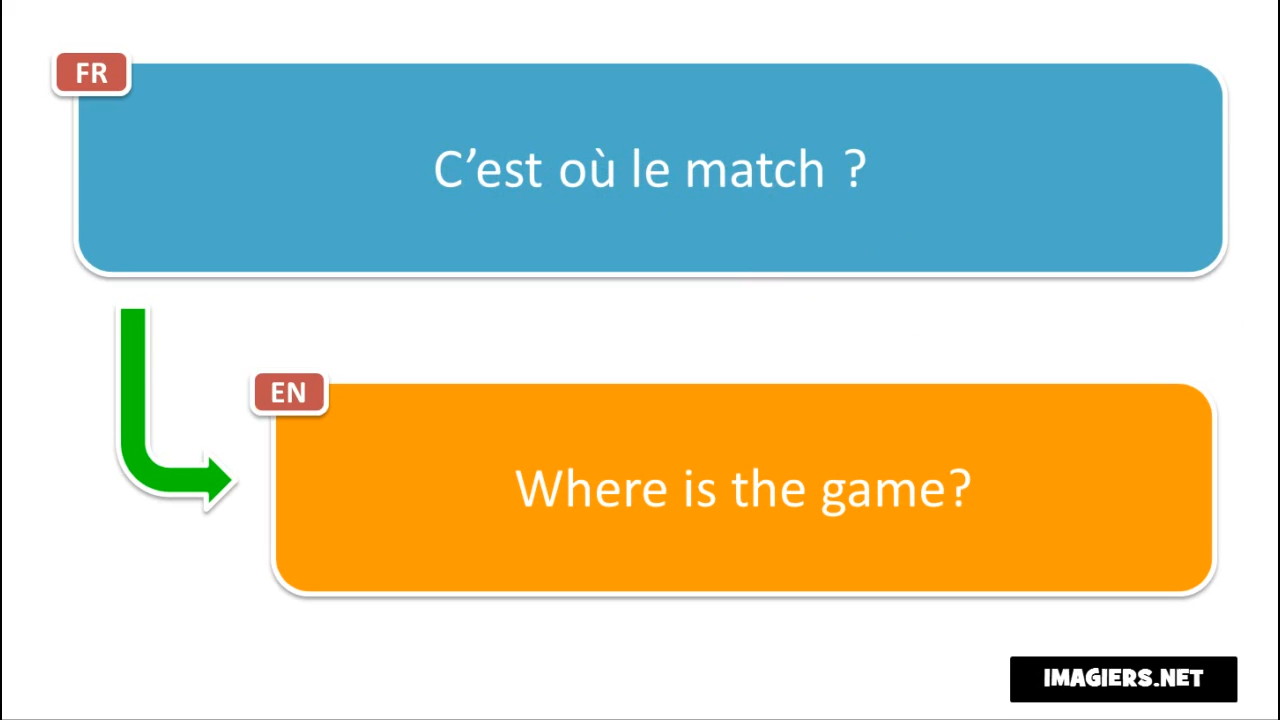 FR
C’est où le match ?
EN
Where is the game?
IMAGIERS.NET